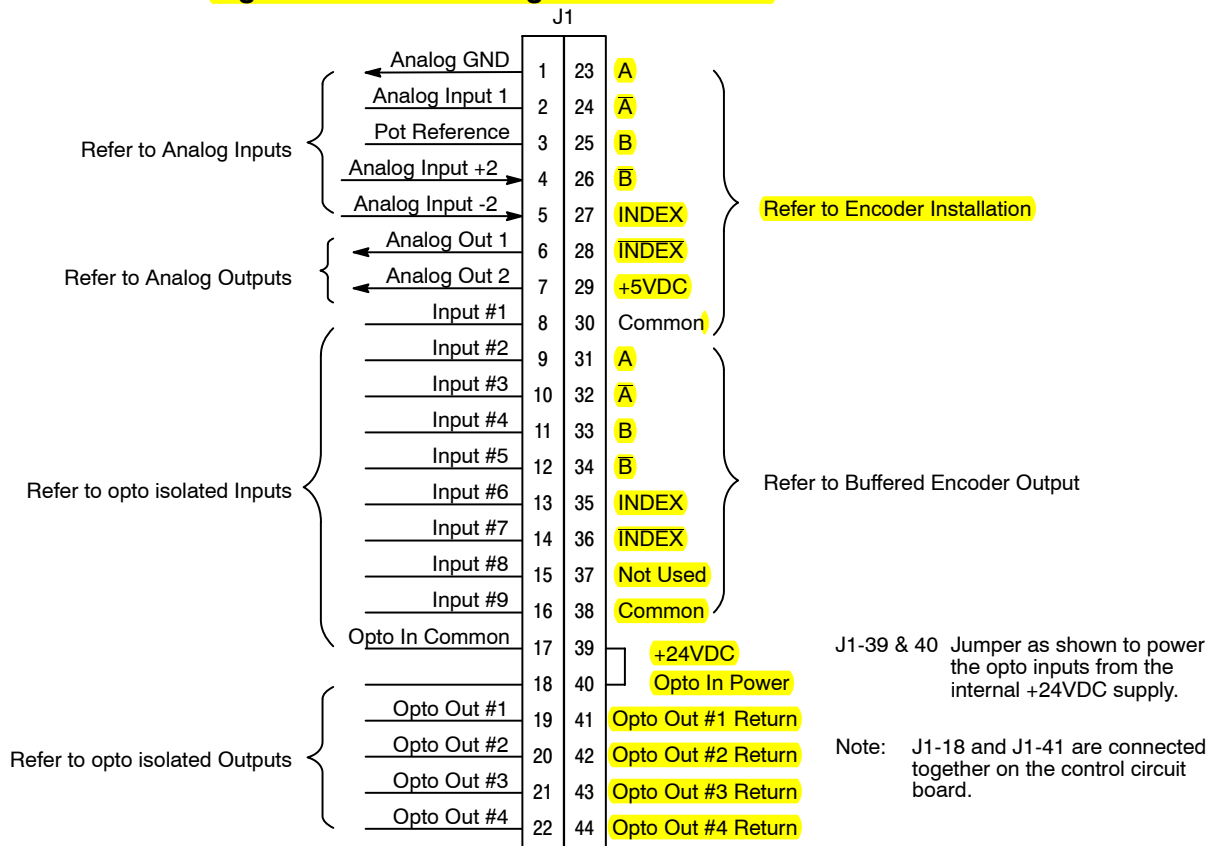 J1
Analog GND 1 23 A
Analog Input 1 2 24 A̅
Pot Reference 3 25 B
Refer to Analog Inputs
Analog Input +2 4 26 B̅
Analog Input -2 5 27 INDEX
Refer to Encoder Installation
Analog Out 1 6 28 I̅N̅D̅E̅X̅
Refer to Analog Outputs
Analog Out 2 7 29 +5VDC
Input #1 8 30 Common
Input #2 9 31 A
Input #3 10 32 A̅
Input #4 11 33 B
Input #5 12 34 B̅
Refer to opto isolated Inputs
Refer to Buffered Encoder Output
Input #6 13 35 INDEX
Input #7 14 36 I̅N̅D̅E̅X̅
Input #8 15 37 Not Used
Input #9 16 38 Common
Opto In Common 17 39 +24VDC
18 40 Opto In Power
J1-39 & 40 Jumper as shown to power
the opto inputs from the
internal +24VDC supply.
Opto Out #1 19 41 Opto Out #1 Return
Opto Out #2 20 42 Opto Out #2 Return
Refer to opto isolated Outputs
Opto Out #3 21 43 Opto Out #3 Return
Opto Out #4 22 44 Opto Out #4 Return
Note: J1-18 and J1-41 are connected
together on the control circuit
board.